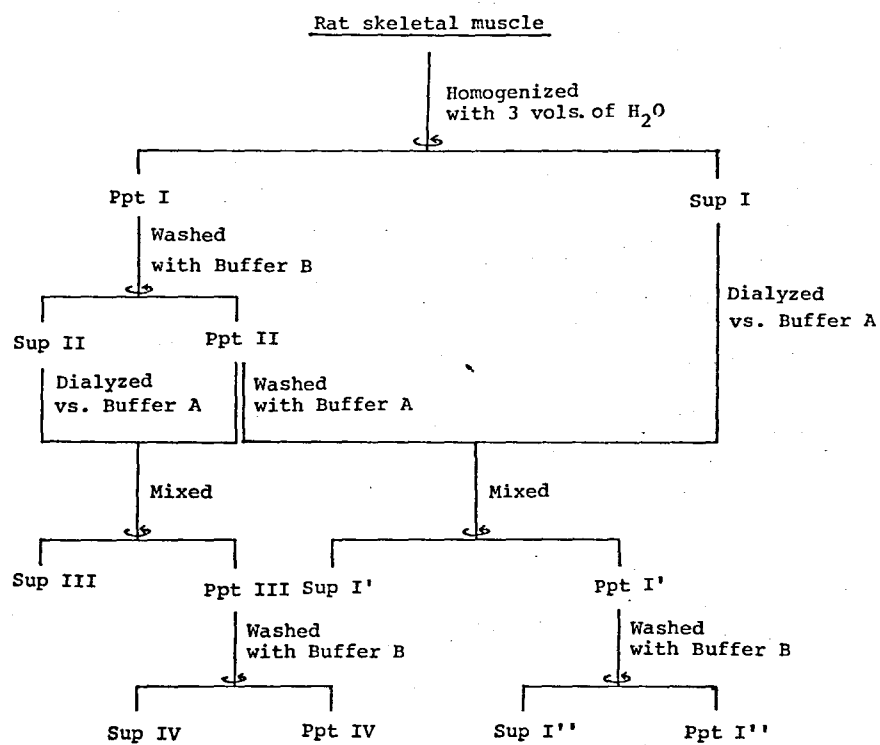 Rat skeletal muscle
Homogenized
with 3 vols. of H2O
Ppt I
Sup I
Washed
with Buffer B
Dialyzed
vs. Buffer A
Sup II
Ppt II
Dialyzed
vs. Buffer A
Washed
with Buffer A
Mixed
Mixed
Sup III
Ppt III
Sup I'
Ppt I'
Washed
with Buffer B
Washed
with Buffer B
Sup IV
Ppt IV
Sup I''
Ppt I''